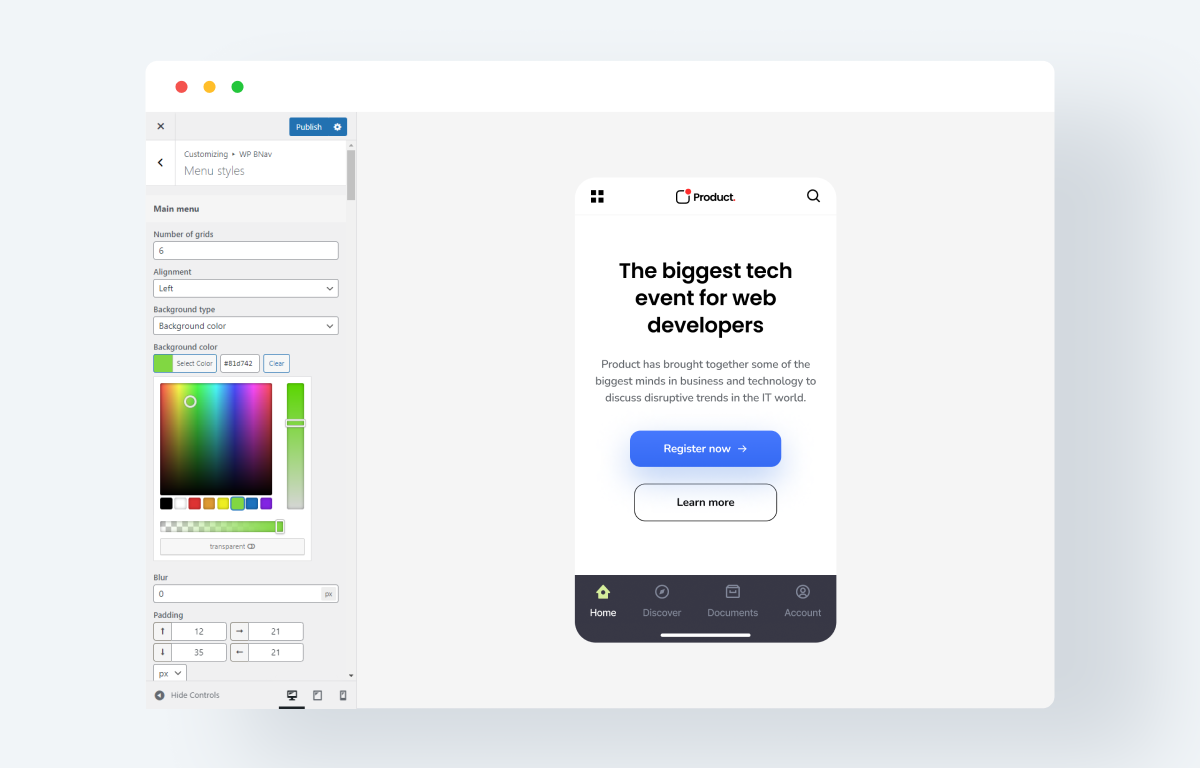 Publish
Customizing • WP BNav
Menu styles
Main menu
Number of grids
6
Alignment
Left
Background type
Background color
Background color
Select Color
#81d742
Clear
transparent
Blur
0 px
Padding
12 21
35 21
px
Hide Controls
Product.
The biggest tech
event for web
developers
Product has brought together some of the
biggest minds in business and technology to
discuss disruptive trends in the IT world.
Register now →
Learn more
Home Discover Documents Account